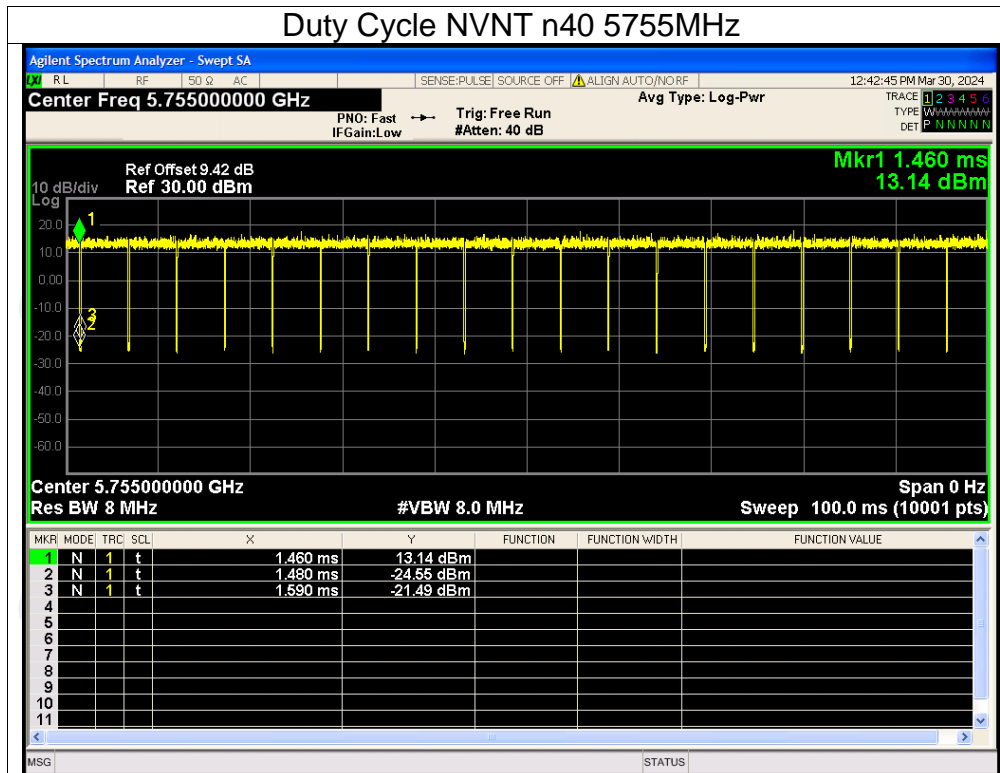 Duty Cycle NVNT n40 5755MHz
Agilent Spectrum Analyzer - Swept SA
LXI R L RF 50 Ω AC SENSE:PULSE SOURCE OFF ALIGN AUTO/NO RF 12:42:45 PM Mar 30, 2024
Center Freq 5.755000000 GHz
PNO: Fast
IFGain:Low
Trig: Free Run
#Atten: 40 dB
Avg Type: Log-Pwr
TRACE 1 2 3 4 5 6
TYPE
DET P N N N N N
Mkr1 1.460 ms
13.14 dBm
Ref Offset 9.42 dB
10 dB/div Ref 30.00 dBm
Log
1
20.0
10.0
0.00
-10.0
3
2
-20.0
-30.0
-40.0
-50.0
-60.0
Center 5.755000000 GHz Span 0 Hz
Res BW 8 MHz #VBW 8.0 MHz Sweep 100.0 ms (10001 pts)
MKR MODE TRC SCL X Y FUNCTION FUNCTION WIDTH FUNCTION VALUE
1 N 1 t 1.460 ms 13.14 dBm
2 N 1 t 1.480 ms -24.55 dBm
3 N 1 t 1.590 ms -21.49 dBm
4
5
6
7
8
9
10
11
MSG STATUS